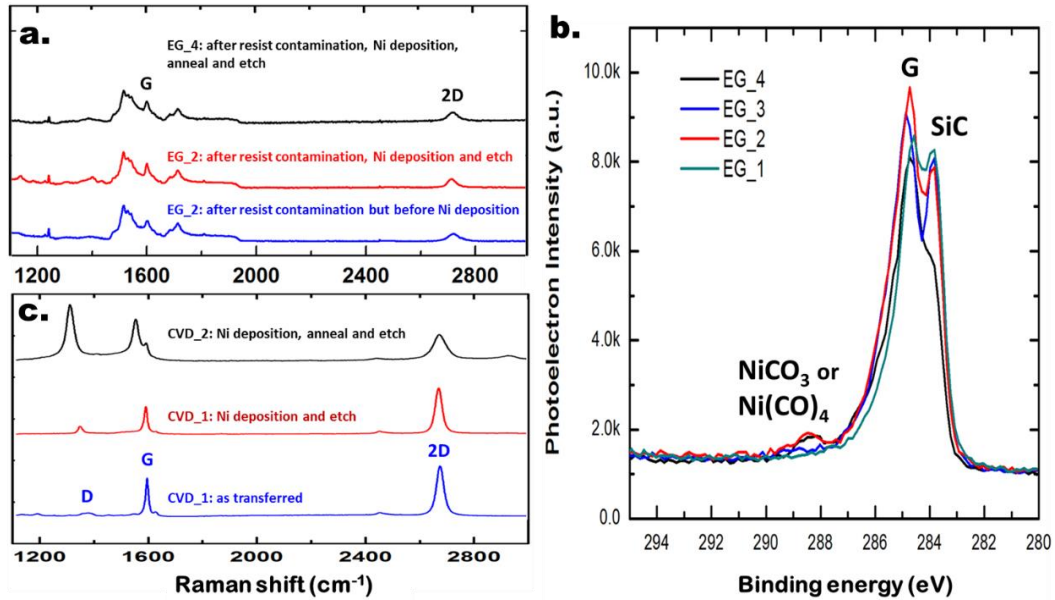 a.
EG_4: after resist contamination, Ni deposition,
anneal and etch
G
2D
EG_2: after resist contamination, Ni deposition and etch
EG_2: after resist contamination but before Ni deposition
1200 1600 2000 2400 2800
c.
CVD_2: Ni deposition, anneal and etch
CVD_1: Ni deposition and etch
G
2D
D
CVD_1: as transferred
1200 1600 2000 2400 2800
Raman shift (cm-1)
b.
G
EG_4
EG_3
EG_2
EG_1
SiC
NiCO3 or
Ni(CO)4
10.0k
8.0k
6.0k
4.0k
2.0k
0.0
Photoelectron Intensity (a.u.)
294 292 290 288 286 284 282 280
Binding energy (eV)